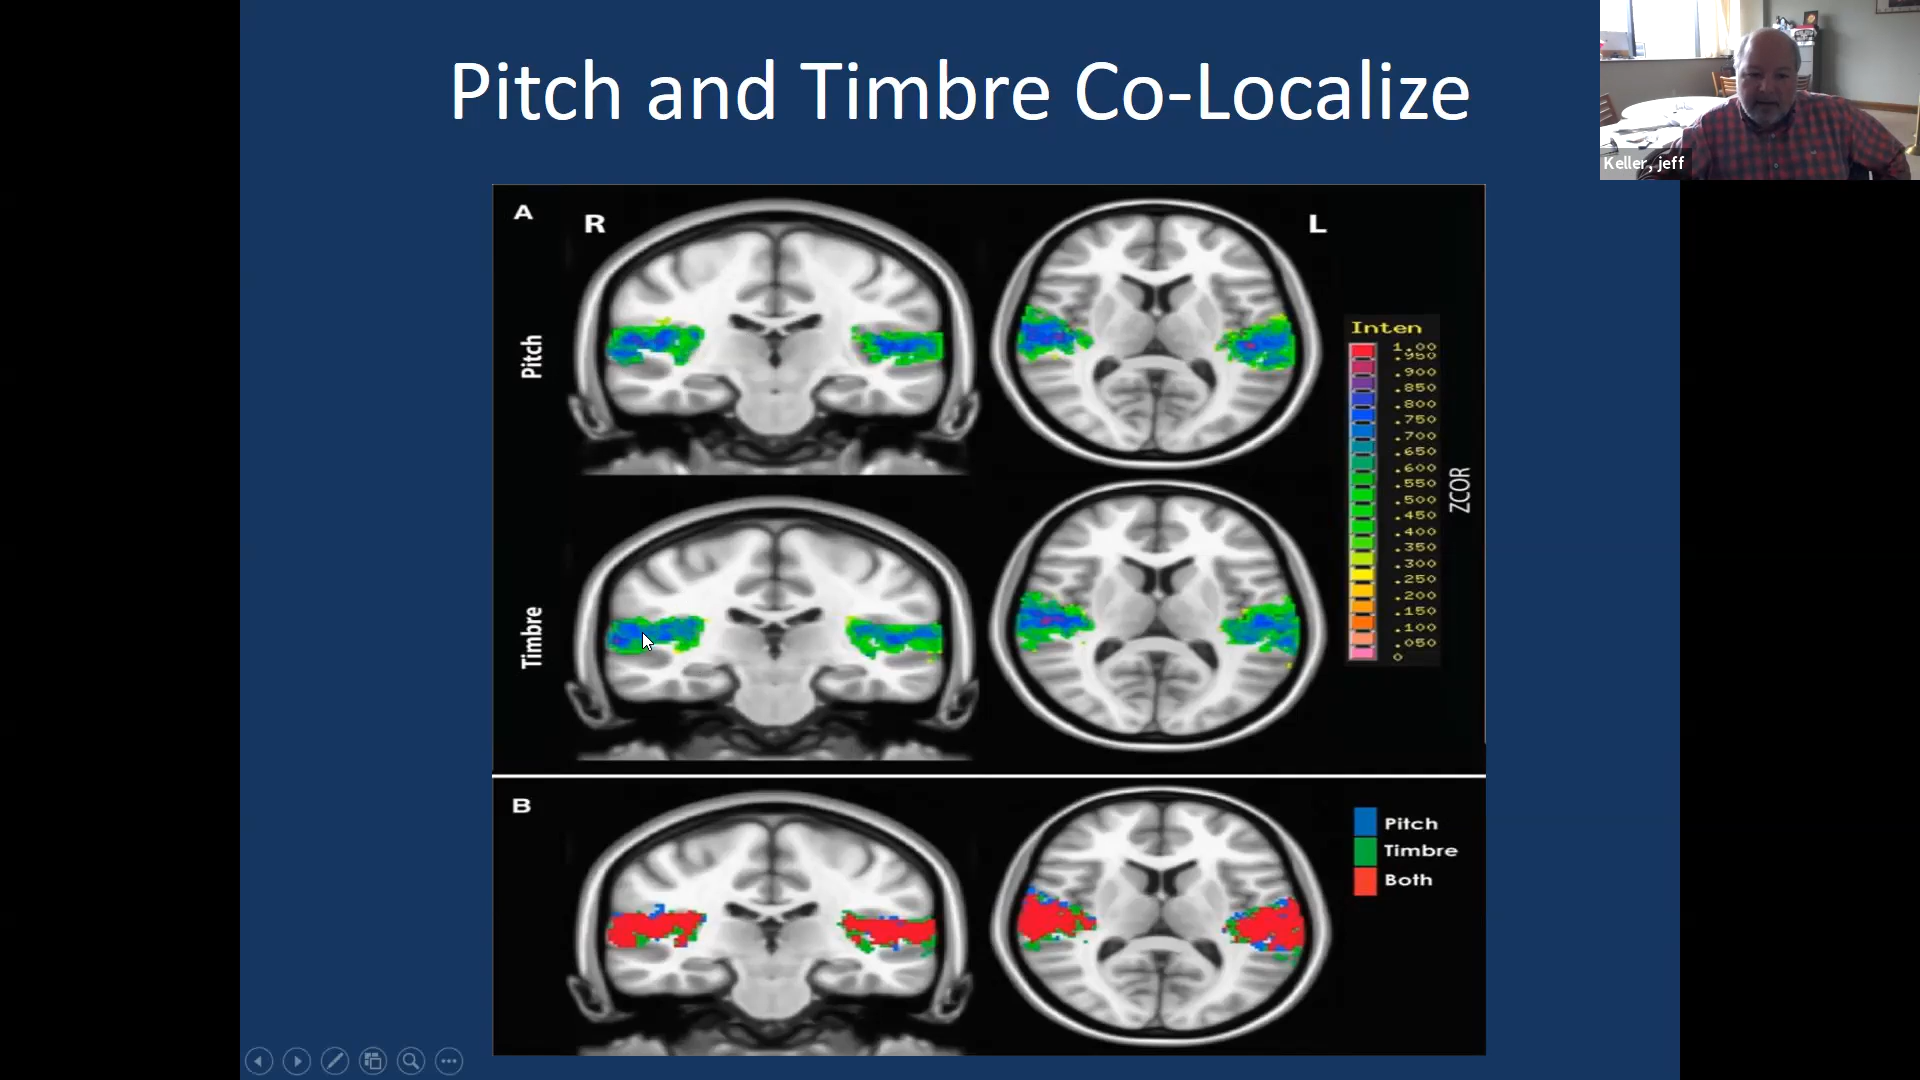 Pitch and Timbre Co-Localize
Keller, jeff
A
R
L
Pitch
Timbre
Inten
1.00
.950
.900
.850
.800
.750
.700
.650
.600
.550
.500
.450
.400
.350
.300
.250
.200
.150
.100
.050
0
ZCOR
B
Pitch
Timbre
Both